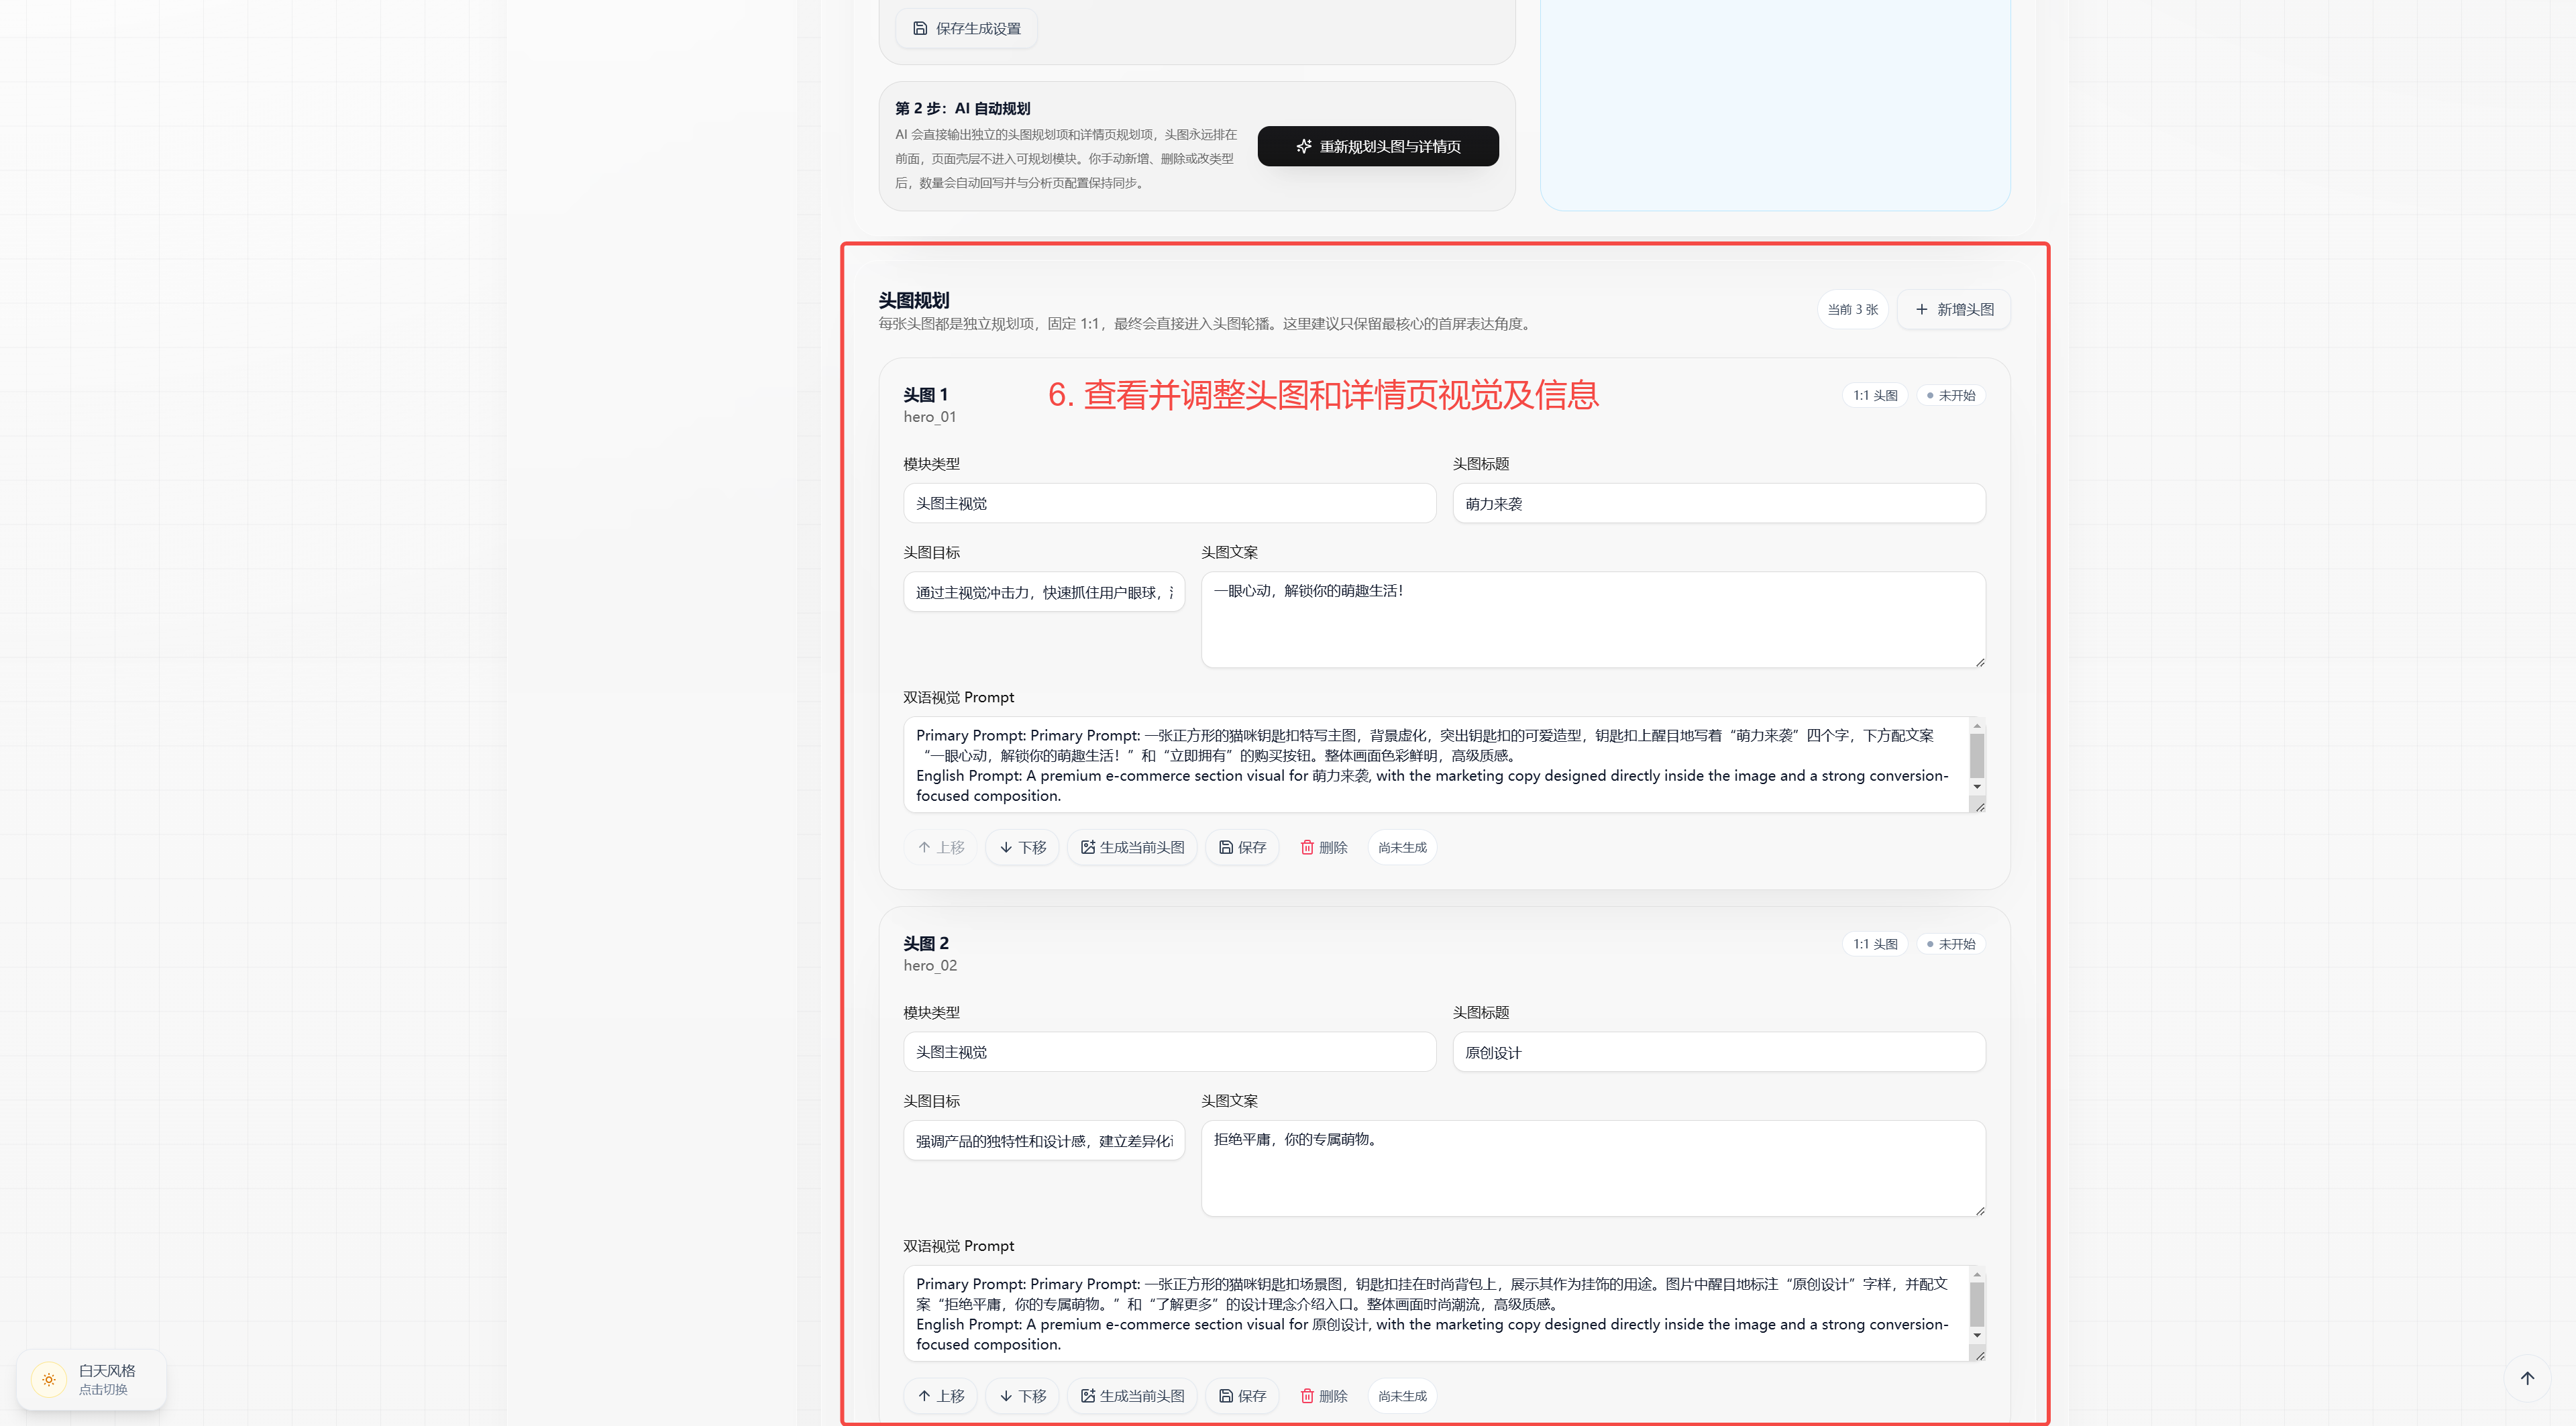 保存生成设置
第 2 步：AI 自动规划
AI 会直接输出独立的头图规划项和详情页规划项，头图永远排在
前面，页面壳层不进入可规划模块。你手动新增、删除或改类型
后，数量会自动回写并与分析页配置保持同步。
重新规划头图与详情页
头图规划
每张头图都是独立规划项，固定 1:1，最终会直接进入头图轮播。这里建议只保留最核心的首屏表达角度。
当前 3 张
新增头图
头图 1
hero_01
6. 查看并调整头图和详情页视觉及信息
1:1 头图
未开始
模块类型
头图标题
头图主视觉
萌力来袭
头图目标
头图文案
通过主视觉冲击力，快速抓住用户眼球，
一眼心动，解锁你的萌趣生活！
双语视觉 Prompt
Primary Prompt: Primary Prompt: 一张正方形的猫咪钥匙扣特写主图，背景虚化，突出钥匙扣的可爱造型，钥匙扣上醒目地写着“萌力来袭”四个字，下方配文案
“一眼心动，解锁你的萌趣生活！”和“立即拥有”的购买按钮。整体画面色彩鲜明，高级质感。
English Prompt: A premium e-commerce section visual for 萌力来袭, with the marketing copy designed directly inside the image and a strong conversion-
focused composition.
上移
下移
生成当前头图
保存
删除
尚未生成
头图 2
hero_02
1:1 头图
未开始
模块类型
头图标题
头图主视觉
原创设计
头图目标
头图文案
强调产品的独特性和设计感，建立差异化
拒绝平庸，你的专属萌物。
双语视觉 Prompt
Primary Prompt: Primary Prompt: 一张正方形的猫咪钥匙扣场景图，钥匙扣挂在时尚背包上，展示其作为挂饰的用途。图片中醒目地标注“原创设计”字样，并配文
案“拒绝平庸，你的专属萌物。”和“了解更多”的设计理念介绍入口。整体画面时尚潮流，高级质感。
English Prompt: A premium e-commerce section visual for 原创设计, with the marketing copy designed directly inside the image and a strong conversion-
focused composition.
上移
下移
生成当前头图
保存
删除
尚未生成
白天风格
点击切换